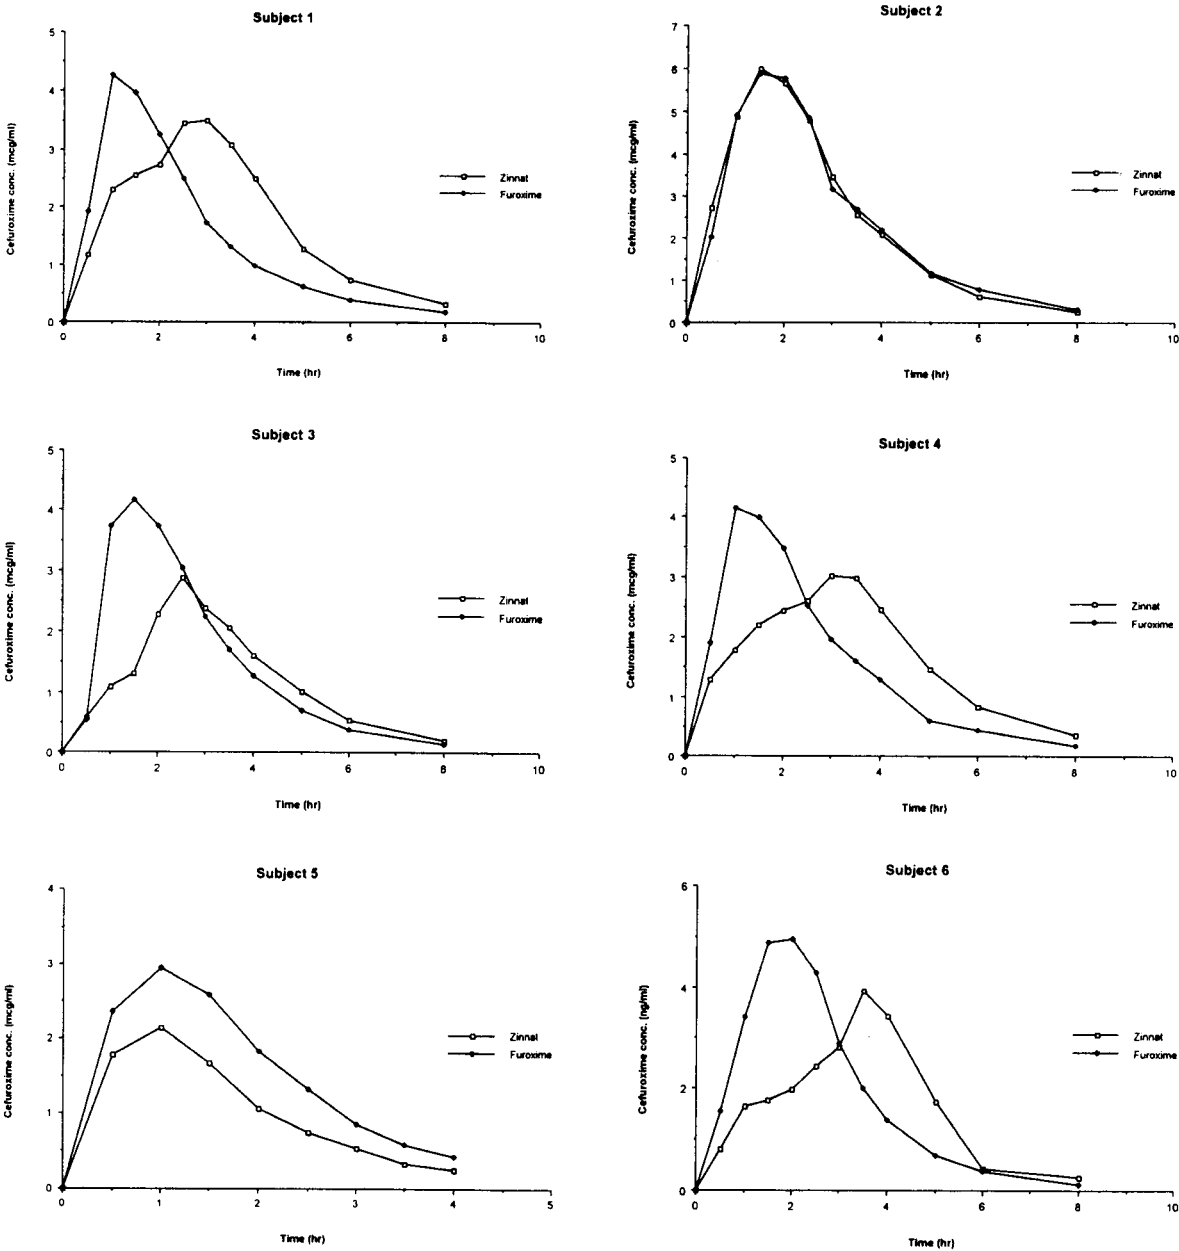 Subject 1
5
4
3
2
1
0
Cefuroxime conc. (mcg/ml)
Zinnat
Furoxime
0 2 4 6 8 10
Time (hr)
Subject 2
7
6
5
4
3
2
1
0
Cefuroxime conc. (mcg/ml)
Zinnat
Furoxime
0 2 4 6 8 10
Time (hr)
Subject 3
5
4
3
2
1
0
Cefuroxime conc. (mcg/ml)
Zinnat
Furoxime
0 2 4 6 8 10
Time (hr)
Subject 4
5
4
3
2
1
0
Cefuroxime conc. (mcg/ml)
Zinnat
Furoxime
0 2 4 6 8 10
Time (hr)
Subject 5
4
3
2
1
0
Cefuroxime conc. (mcg/ml)
Zinnat
Furoxime
0 1 2 3 4 5
Time (hr)
Subject 6
6
4
2
0
Cefuroxime conc. (ng/ml)
Zinnat
Furoxime
0 2 4 6 8 10
Time (hr)